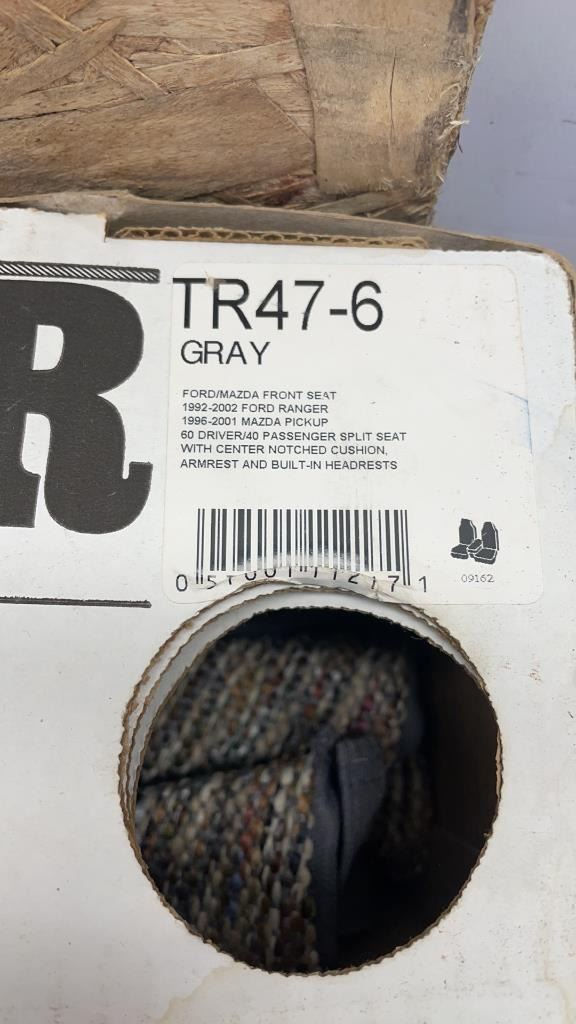 R
TR47-6
GRAY
FORD/MAZDA FRONT SEAT
1992-2002 FORD RANGER
1996-2001 MAZDA PICKUP
60 DRIVER/40 PASSENGER SPLIT SEAT
WITH CENTER NOTCHED CUSHION,
ARMREST AND BUILT-IN HEADRESTS
09162